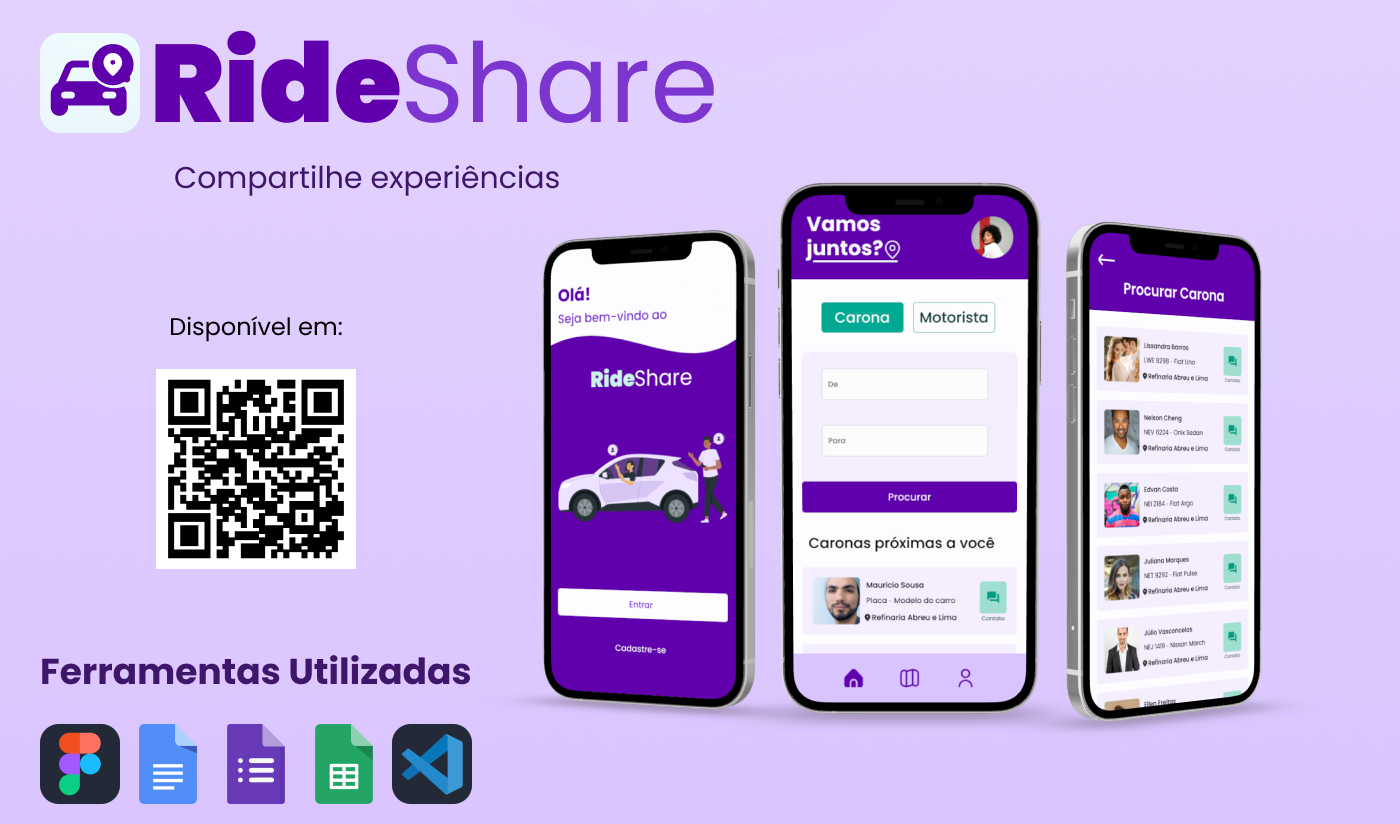 RideShare
Compartilhe experiências
Disponível em:
Ferramentas Utilizadas
Olá!
Seja bem-vindo ao
RideShare
Entrar
Cadastre-se
Vamos
juntos?
Carona
Motorista
De
Para
Procurar
Caronas próximas a você
Maurício Sousa
Placa - Modelo do carro
Refinaria Abreu e Lima
Contato
Procurar Carona
Lissandra Barros
LWE 9298 - Fiat Uno
Refinaria Abreu e Lima
Contato
Nelson Cheng
NEV 6224 - Onix Sedan
Refinaria Abreu e Lima
Contato
Edvan Costa
NEI 2184 - Fiat Argo
Refinaria Abreu e Lima
Contato
Juliana Marques
NET 9292 - Fiat Pulse
Refinaria Abreu e Lima
Contato
Júlio Vasconcelos
NEJ 1419 - Nissan March
Refinaria Abreu e Lima
Contato
Ellen Freitas